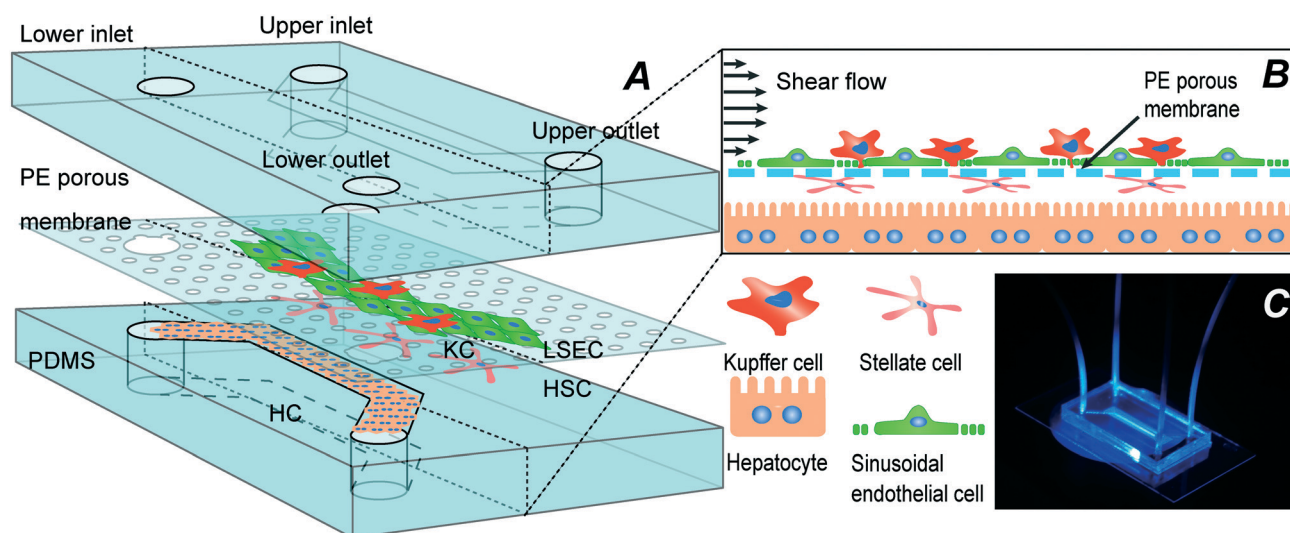 Lower inlet
Upper inlet
A
Upper outlet
Lower outlet
PE porous
membrane
PDMS
KC
LSEC
HSC
HC
B
Shear flow
PE porous
membrane
Kupffer cell
Stellate cell
Hepatocyte
Sinusoidal
endothelial cell
C